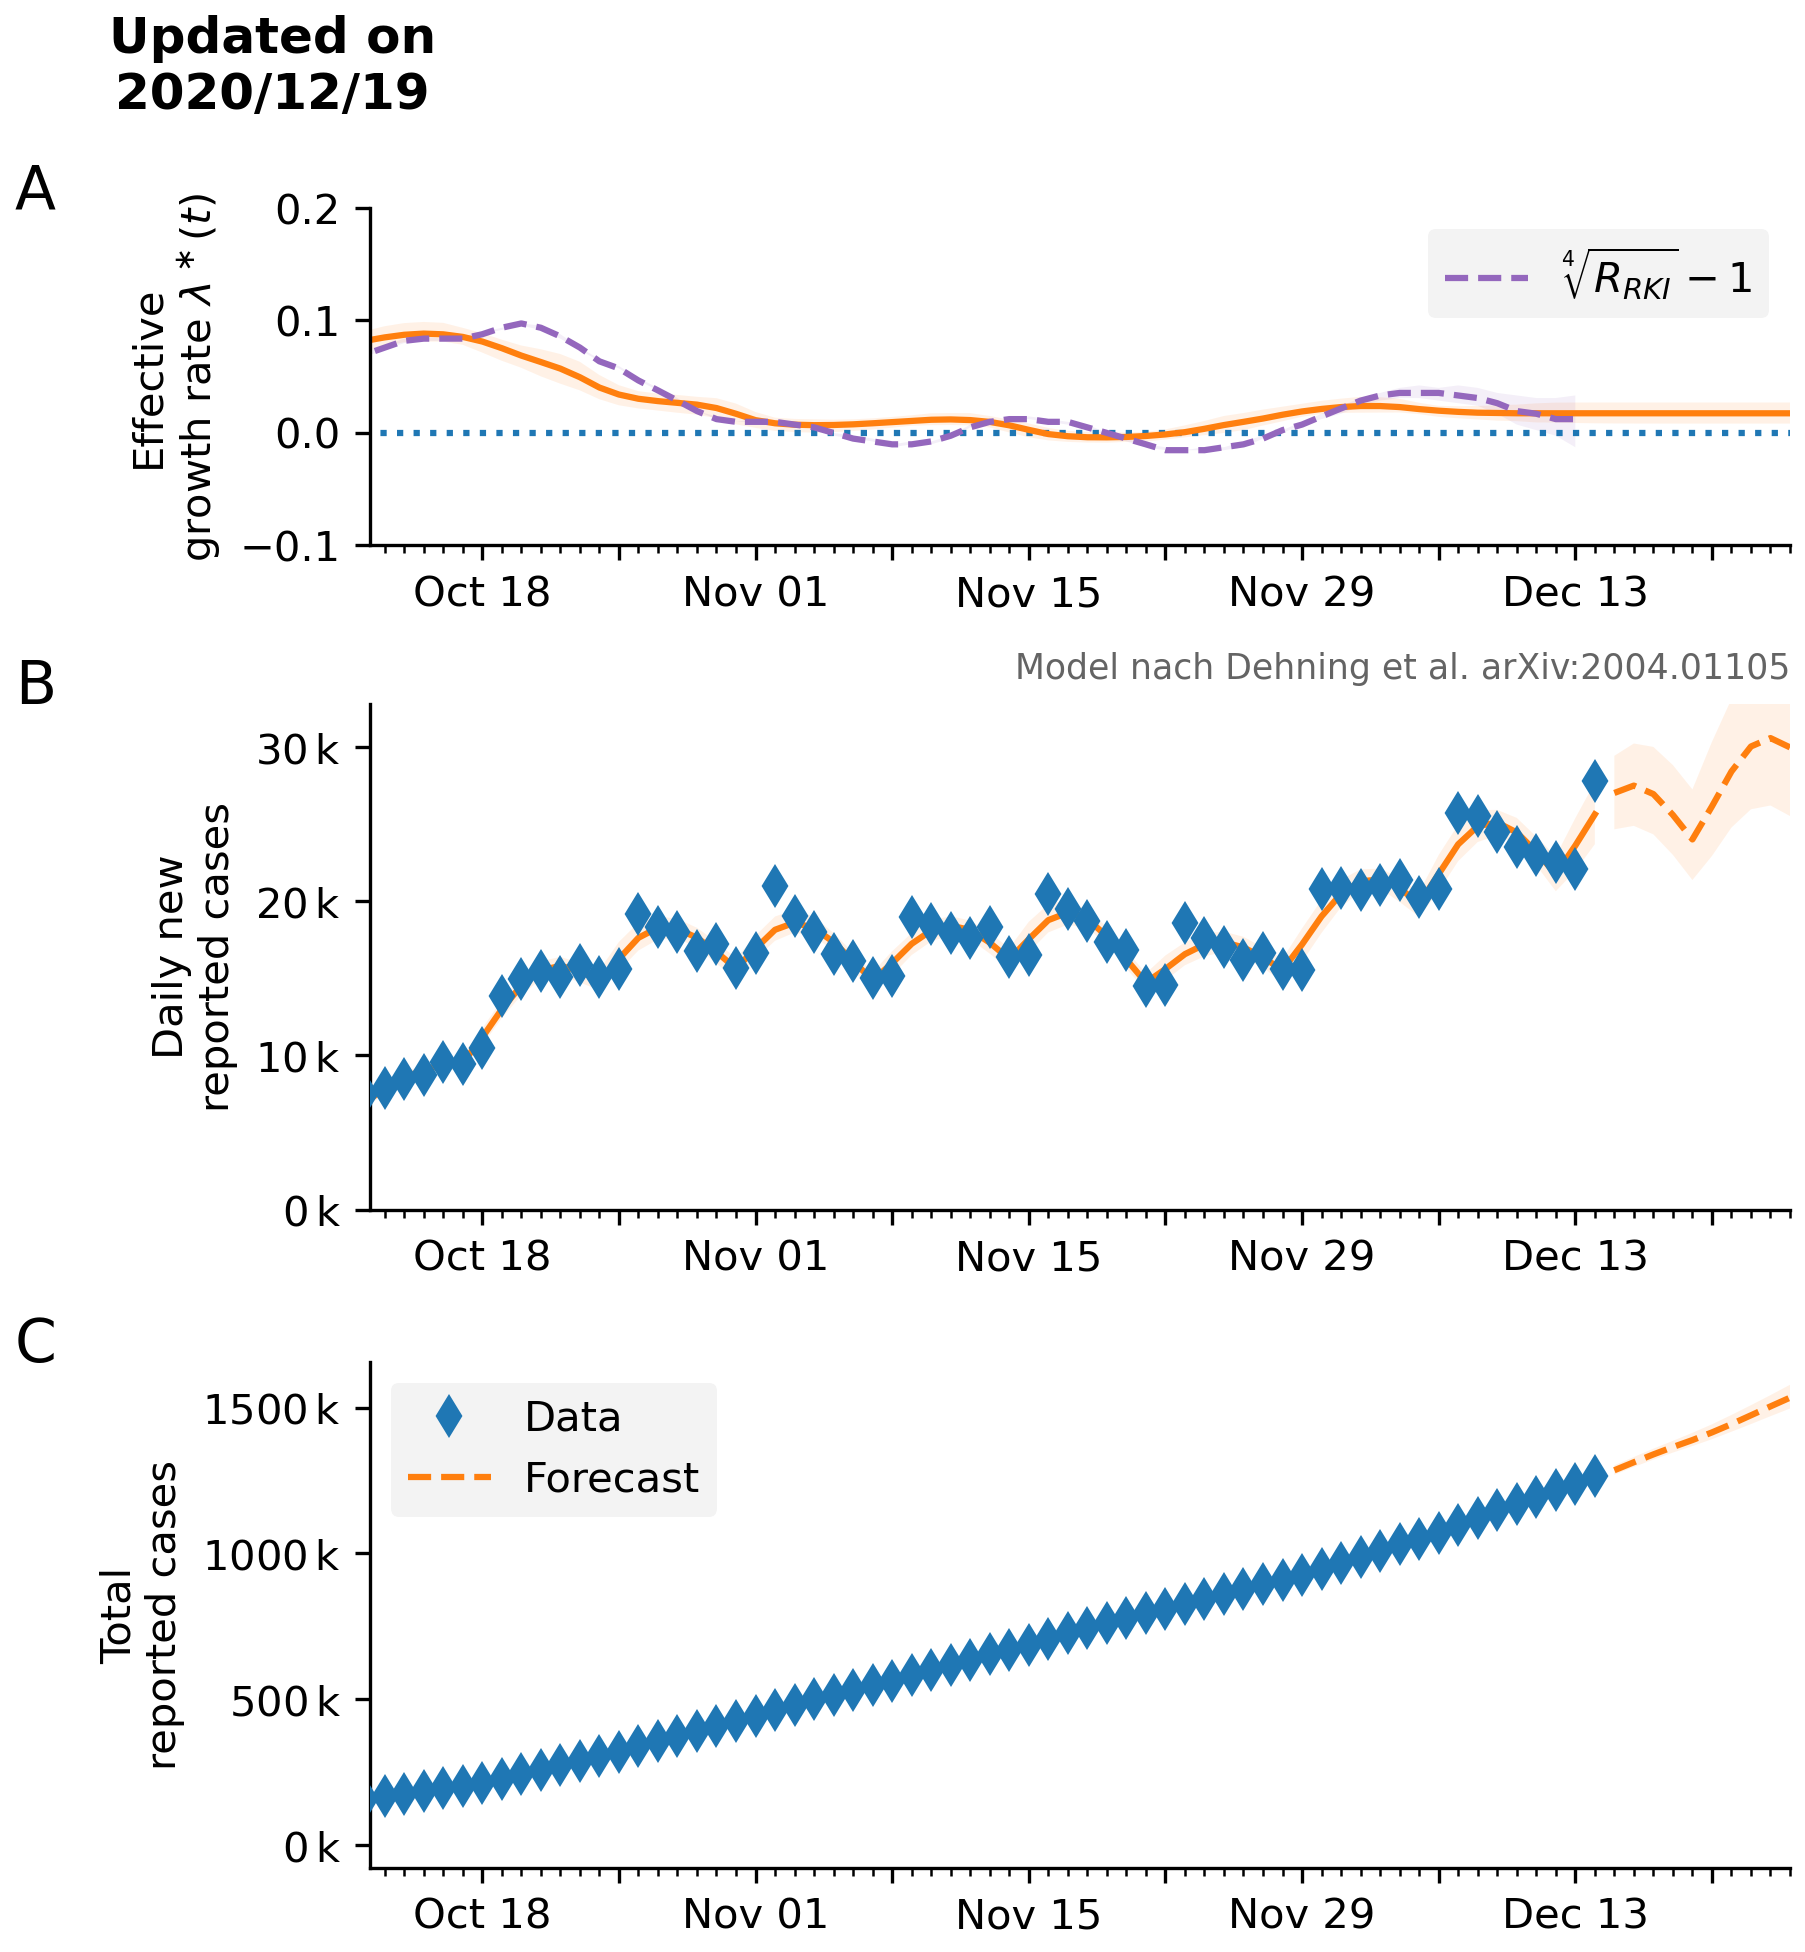 Updated on
2020/12/19
A
Effective
growth rate λ * (t)
0.2
0.1
0.0
−0.1
∜R_RKI − 1
Oct 18
Nov 01
Nov 15
Nov 29
Dec 13
Model nach Dehning et al. arXiv:2004.01105
B
Daily new
reported cases
30 k
20 k
10 k
0 k
Oct 18
Nov 01
Nov 15
Nov 29
Dec 13
C
Total
reported cases
1500 k
1000 k
500 k
0 k
Data
Forecast
Oct 18
Nov 01
Nov 15
Nov 29
Dec 13